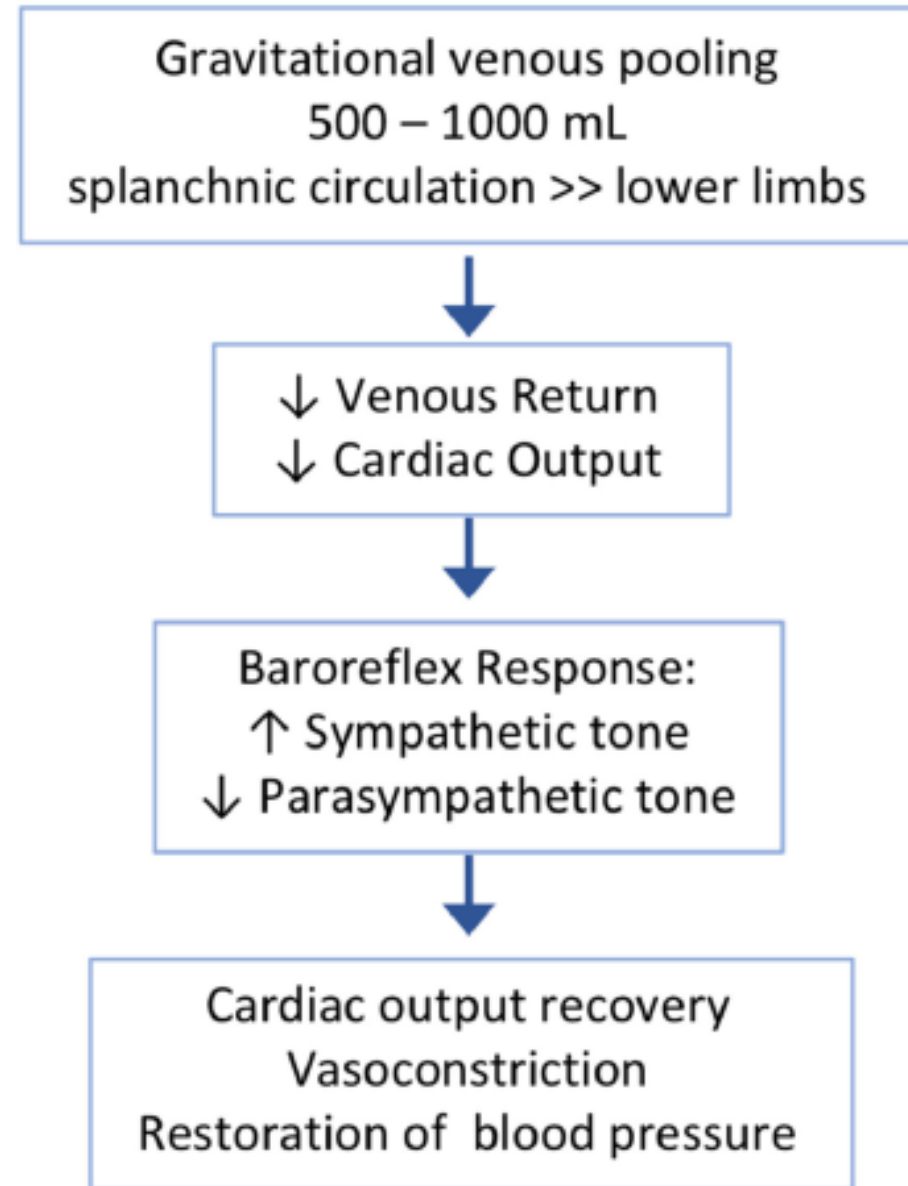 Gravitational venous pooling
500 – 1000 mL
splanchnic circulation >> lower limbs
↓ Venous Return
↓ Cardiac Output
Baroreflex Response:
↑ Sympathetic tone
↓ Parasympathetic tone
Cardiac output recovery
Vasoconstriction
Restoration of  blood pressure